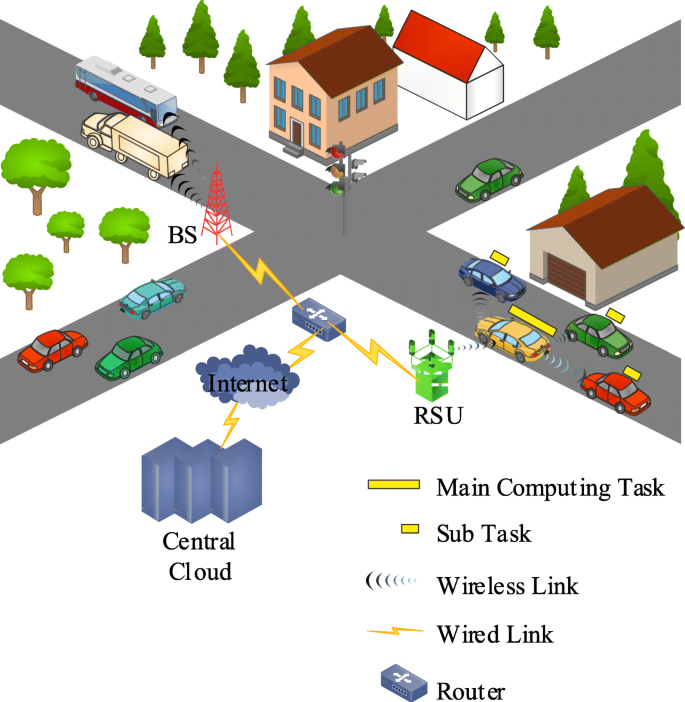 BS
Internet
RSU
Central
Cloud
Main Computing Task
Sub Task
Wireless Link
Wired Link
Router